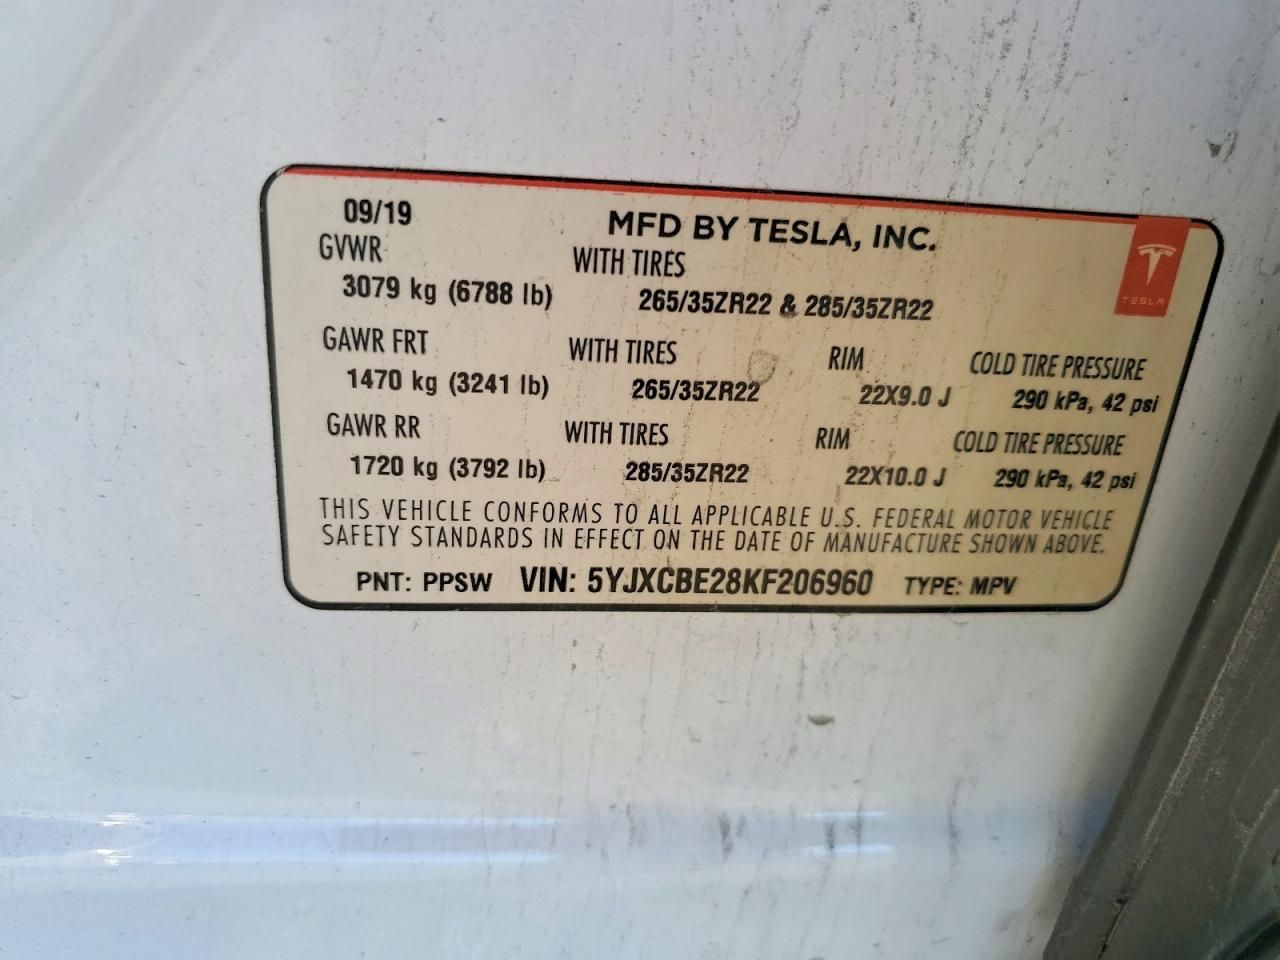 09/19 MFD BY TESLA, INC.
GVWR WITH TIRES
3079 kg (6788 lb) 265/35ZR22 & 285/35ZR22
TESLA
GAWR FRT WITH TIRES RIM COLD TIRE PRESSURE
1470 kg (3241 lb) 265/35ZR22 22X9.0 J 290 kPa, 42 psi
GAWR RR WITH TIRES RIM COLD TIRE PRESSURE
1720 kg (3792 lb) 285/35ZR22 22X10.0 J 290 kPa, 42 psi
THIS VEHICLE CONFORMS TO ALL APPLICABLE U.S. FEDERAL MOTOR VEHICLE
SAFETY STANDARDS IN EFFECT ON THE DATE OF MANUFACTURE SHOWN ABOVE.
PNT: PPSW VIN: 5YJXCBE28KF206960 TYPE: MPV